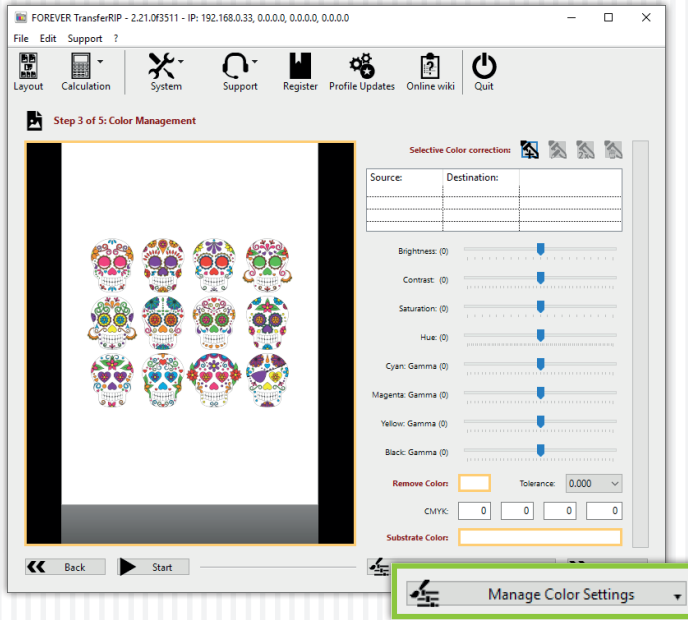 FOREVER TransferRIP - 2.21.0f3511 - IP: 192.168.0.33, 0.0.0.0, 0.0.0.0, 0.0.0.0
File Edit Support ?
Layout Calculation System Support Register Profile Updates Online wiki Quit
Step 3 of 5: Color Management
Selective Color correction:
Source: Destination:
Brightness: (0)
Contrast: (0)
Saturation: (0)
Hue: (0)
Cyan: Gamma (0)
Magenta: Gamma (0)
Yellow: Gamma (0)
Black: Gamma (0)
Remove Color: Tolerance: 0.000
CMYK: 0 0 0 0
Substrate Color:
Back Start
Manage Color Settings